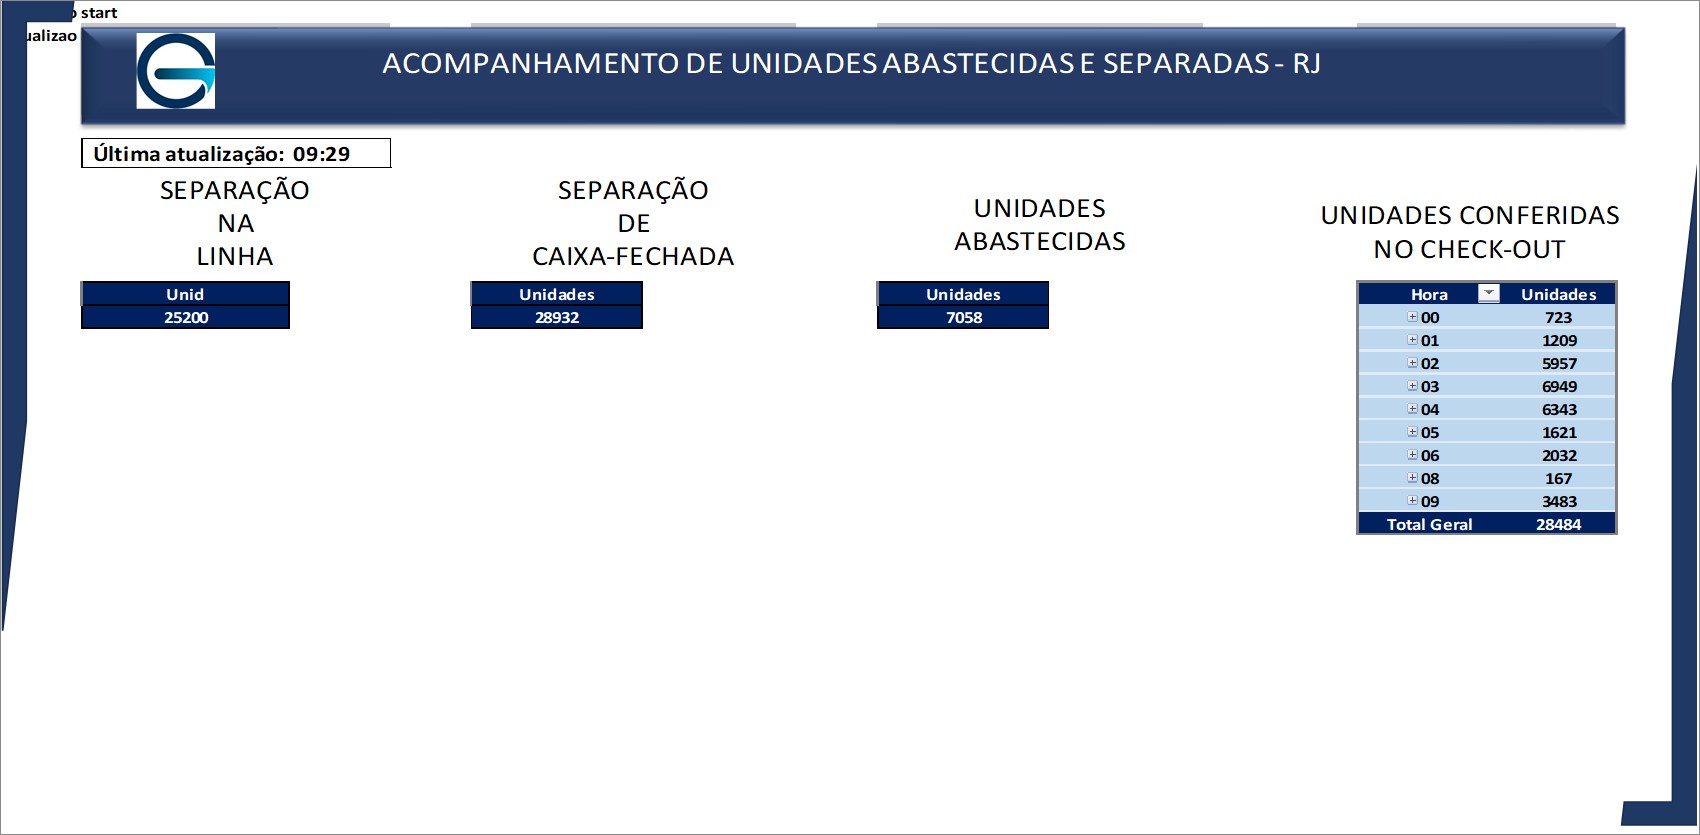 start
ualizao
ACOMPANHAMENTO DE UNIDADES ABASTECIDAS E SEPARADAS - RJ
Última atualização: 09:29
SEPARAÇÃO
NA
LINHA
Unid
25200
SEPARAÇÃO
DE
CAIXA-FECHADA
Unidades
28932
UNIDADES
ABASTECIDAS
Unidades
7058
UNIDADES CONFERIDAS
NO CHECK-OUT
Hora Unidades
00 723
01 1209
02 5957
03 6949
04 6343
05 1621
06 2032
08 167
09 3483
Total Geral 28484